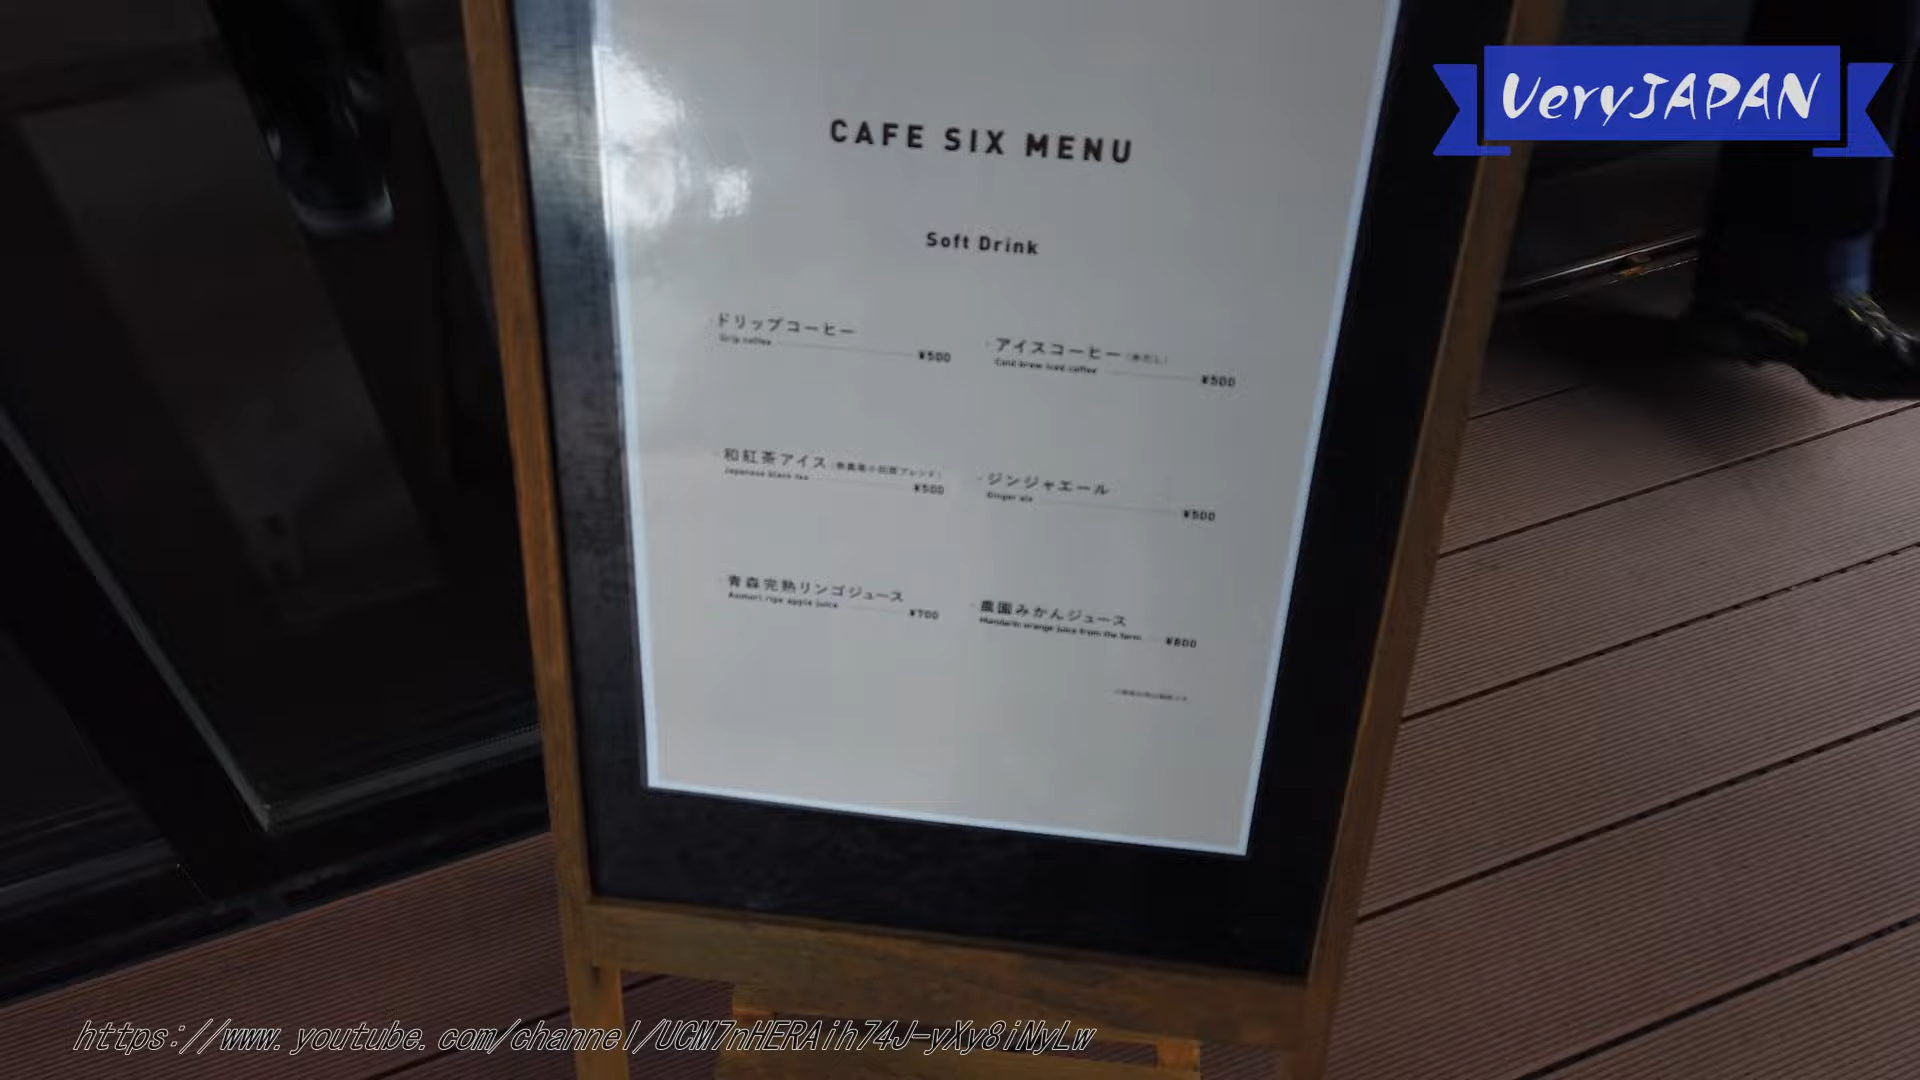 VeryJAPAN
CAFE SIX MENU
Soft Drink
ドリップコーヒー
Drip coffee ¥500
アイスコーヒー（水だし）
Cold brew iced coffee ¥500
和紅茶アイス
Japanese black tea ¥500
ジンジャエール
Ginger ale ¥500
青森完熟リンゴジュース
Aomori ripe apple juice ¥700
農園みかんジュース
Mandarin orange juice from the farm ¥800
https://www.youtube.com/channel/UCM7nHERAih74J-yXy8iNyLw